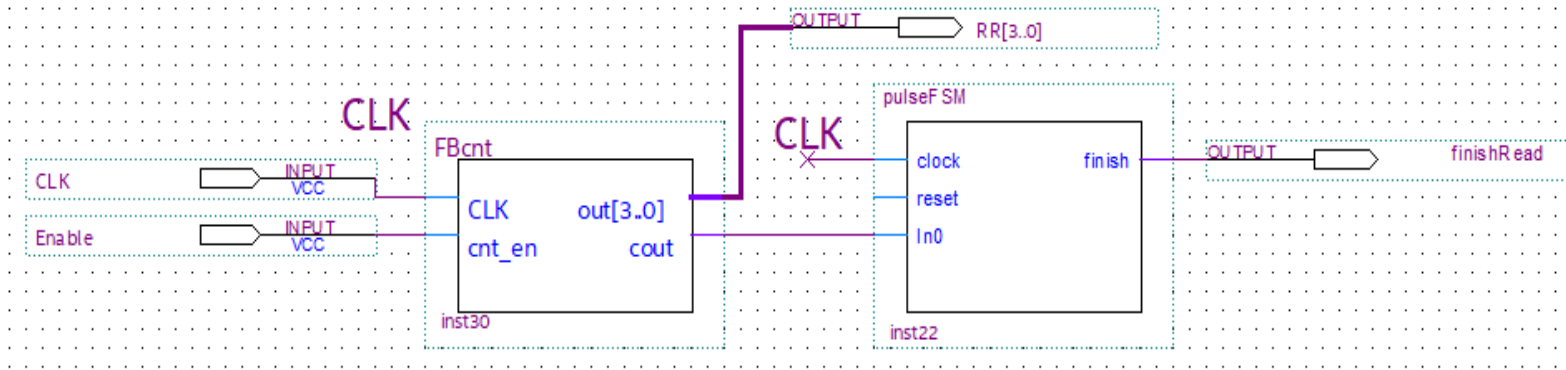 OUTPUT
RR[3..0]
CLK
pulseFSM
CLK
FBcnt
CLK
INPUT
VCC
CLK
out[3..0]
clock
finish
OUTPUT
finishRead
reset
Enable
INPUT
VCC
cnt_en
cout
In0
inst30
inst22